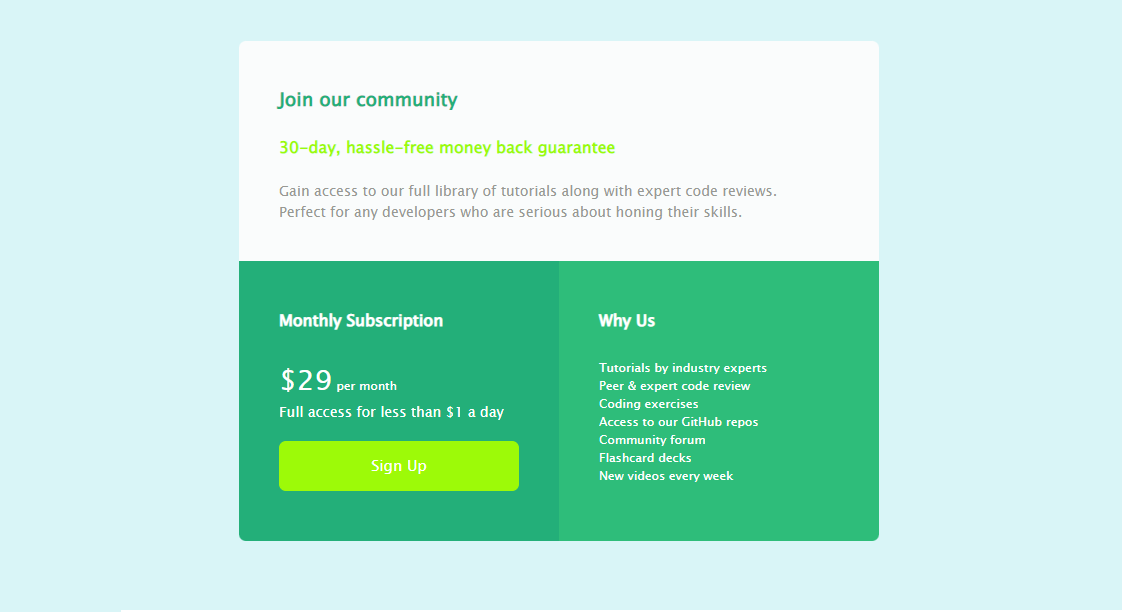 Join our community
30-day, hassle-free money back guarantee
Gain access to our full library of tutorials along with expert code reviews.
Perfect for any developers who are serious about honing their skills.
Monthly Subscription
$29 per month
Full access for less than $1 a day
Sign Up
Why Us
Tutorials by industry experts
Peer & expert code review
Coding exercises
Access to our GitHub repos
Community forum
Flashcard decks
New videos every week